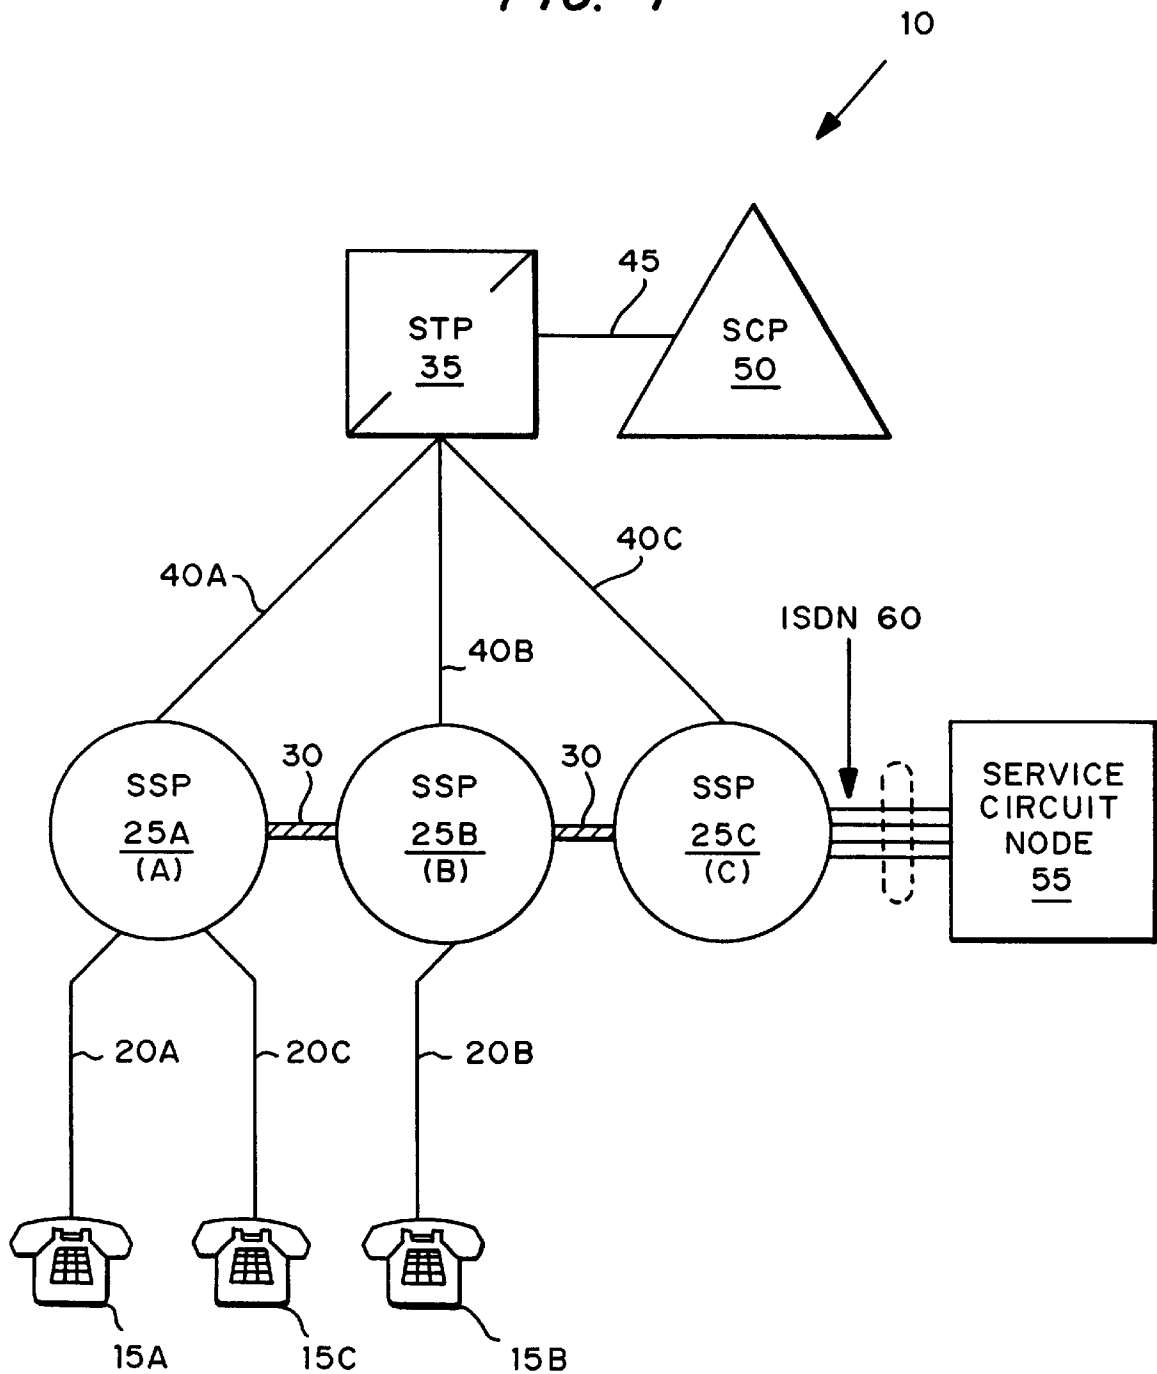 FIG. 1
10
45
STP
35
SCP
50
40C
40A
ISDN 60
40B
30
30
SSP
25A
(A)
SSP
25B
(B)
SSP
25C
(C)
SERVICE
CIRCUIT
NODE
55
20A
20C
20B
15A
15C
15B